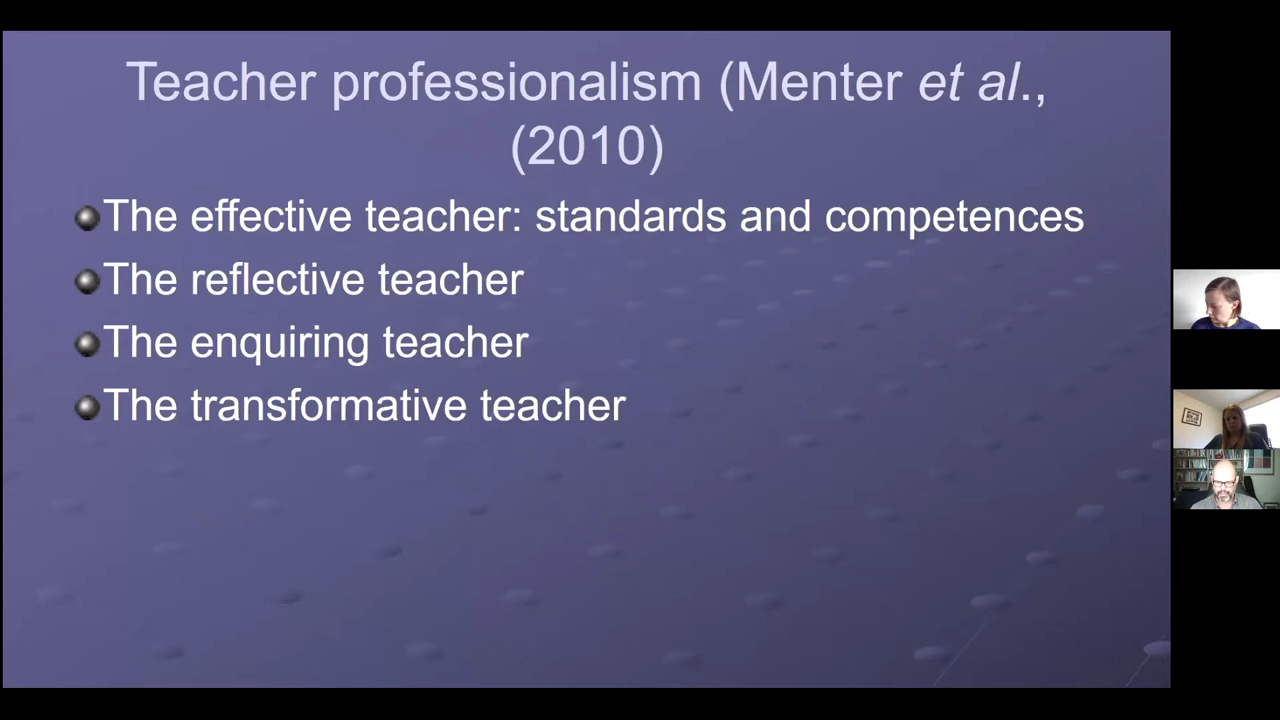 Teacher professionalism (Menter et al.,
(2010)
The effective teacher: standards and competences
The reflective teacher
The enquiring teacher
The transformative teacher